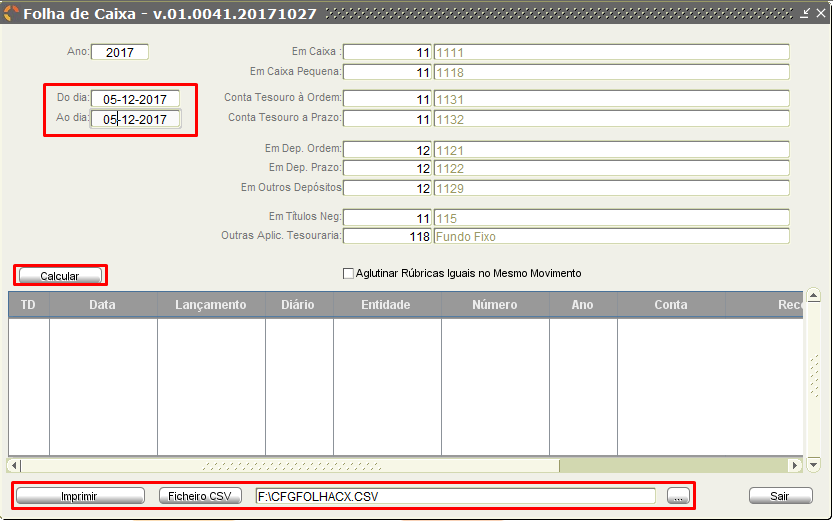 Folha de Caixa - v.01.0041.20171027
Ano: 2017
Do dia: 05-12-2017
Ao dia: 05-12-2017
Em Caixa : 11 1111
Em Caixa Pequena: 11 1118
Conta Tesouro à Ordem: 11 1131
Conta Tesouro a Prazo: 11 1132
Em Dep. Ordem: 12 1121
Em Dep. Prazo: 12 1122
Em Outros Depósitos 12 1129
Em Títulos Neg: 11 115
Outras Aplic. Tesouraria: 118 Fundo Fixo
Calcular
Aglutinar Rúbricas Iguais no Mesmo Movimento
TD Data Lançamento Diário Entidade Número Ano Conta Rec
Imprimir Ficheiro CSV F:\CFGFOLHACX.CSV ... Sair